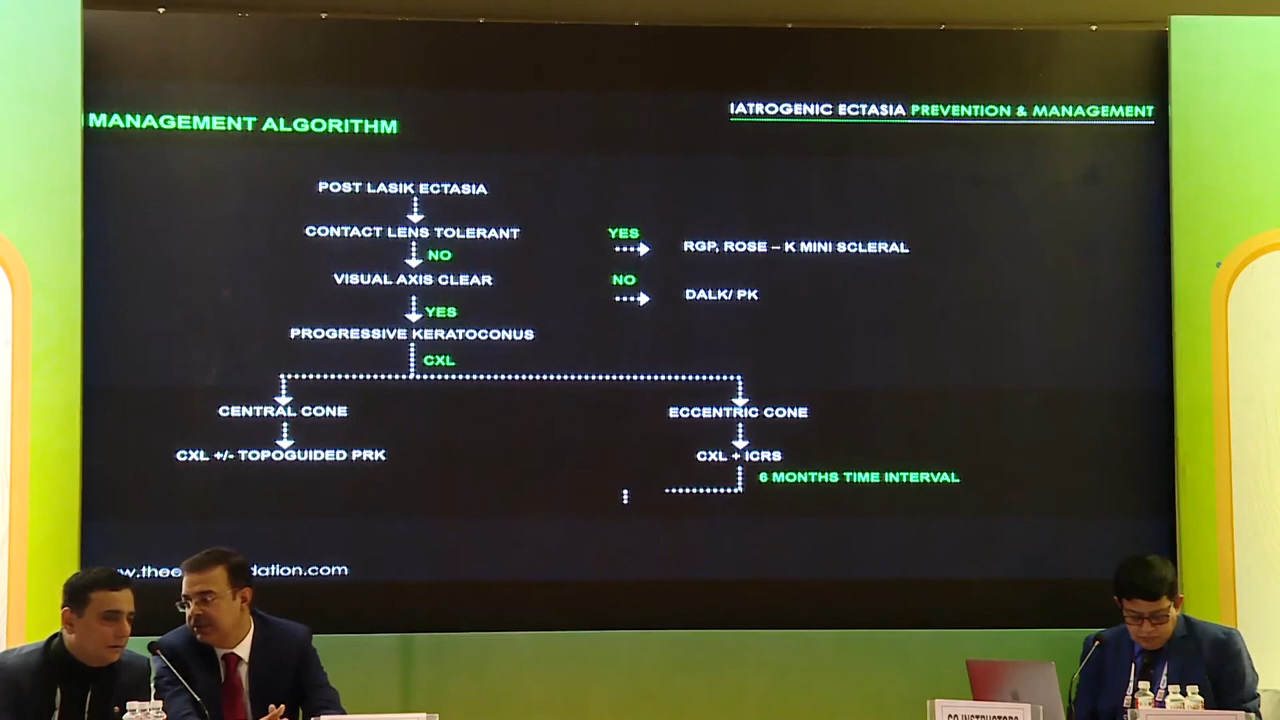 MANAGEMENT ALGORITHM
IATROGENIC ECTASIA PREVENTION & MANAGEMENT
POST LASIK ECTASIA
CONTACT LENS TOLERANT
YES
RGP, ROSE – K MINI SCLERAL
NO
VISUAL AXIS CLEAR
NO
DALK/ PK
YES
PROGRESSIVE KERATOCONUS
CXL
CENTRAL CONE
ECCENTRIC CONE
CXL +/- TOPOGUIDED PRK
CXL + ICRS
6 MONTHS TIME INTERVAL
CO INSTRUCTORS